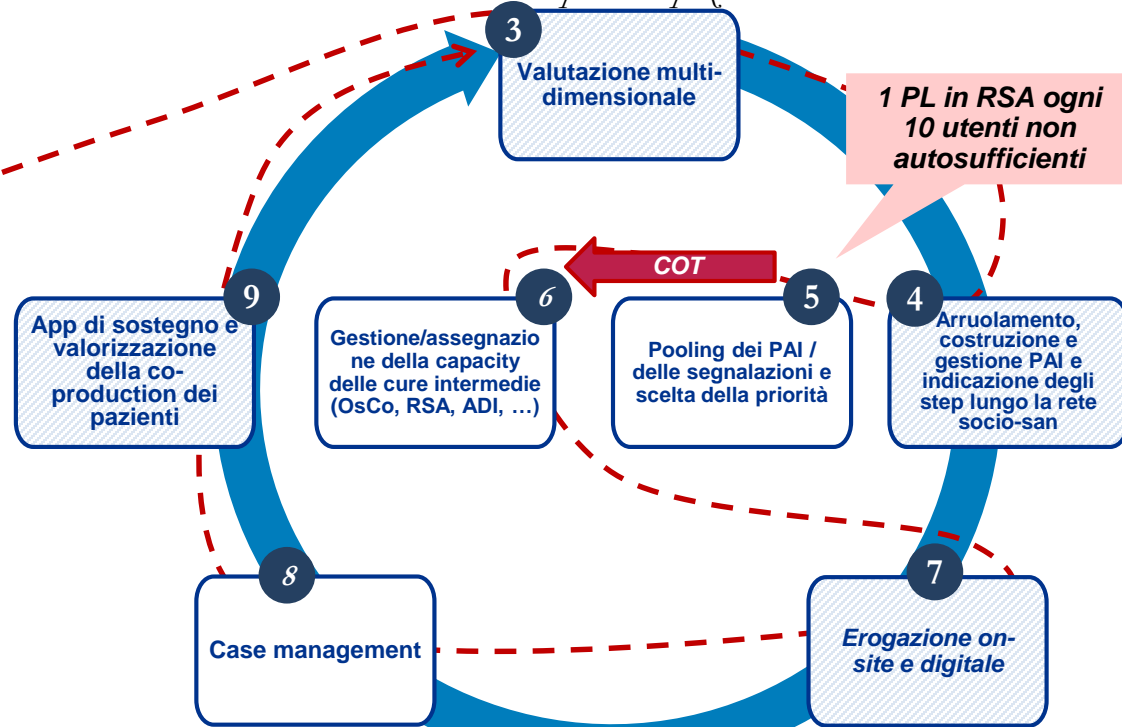 3
Valutazione multi-
dimensionale
1 PL in RSA ogni
10 utenti non
autosufficienti
COT
9
App di sostegno e
valorizzazione
della co-
production dei
pazienti
6
Gestione/assegnazio
ne della capacity
delle cure intermedie
(OsCo, RSA, ADI, ...)
5
Pooling dei PAI /
delle segnalazioni e
scelta della priorità
4
Arruolamento,
costruzione e
gestione PAI e
indicazione degli
step lungo la rete
socio-san
8
Case management
7
Erogazione on-
site e digitale